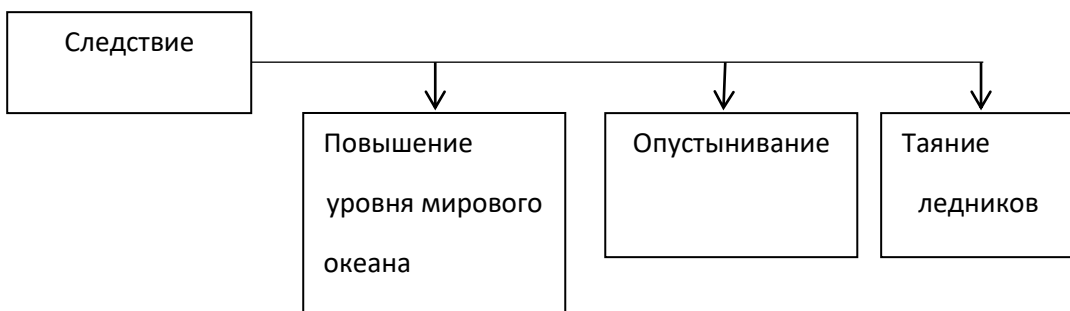 Следствие
Повышение
уровня мирового
океана
Опустынивание
Таяние
ледников